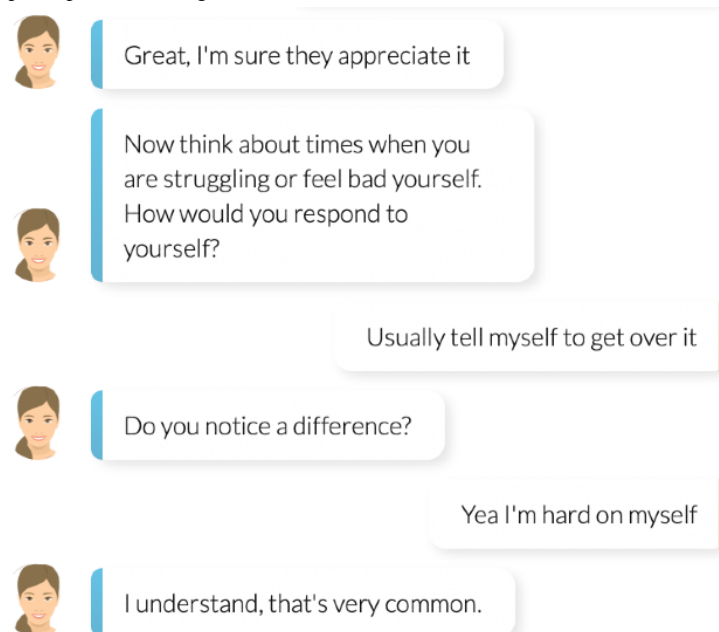 Great, I'm sure they appreciate it
Now think about times when you
are struggling or feel bad yourself.
How would you respond to
yourself?
Usually tell myself to get over it
Do you notice a difference?
Yea I'm hard on myself
I understand, that's very common.